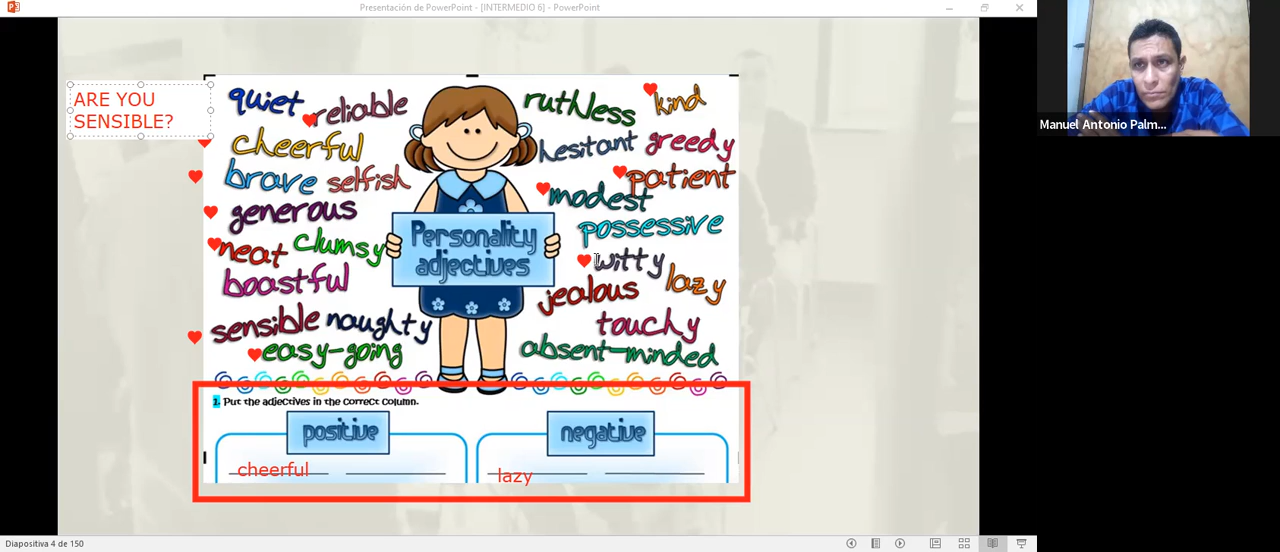 Presentación de PowerPoint - [INTERMEDIO 6] - PowerPoint
ARE YOU
SENSIBLE?
quiet
reliable
cheerful
brave selfish
generous
neat clumsy
boastful
sensible naughty
easy-going
Personality
adjectives
ruthless
kind
hesitant greedy
patient
modest
possessive
witty
lazy
jealous
touchy
absent-minded
1. Put the adjectives in the correct column.
positive
negative
cheerful
lazy
Manuel Antonio Palm...
Diapositiva 4 de 150